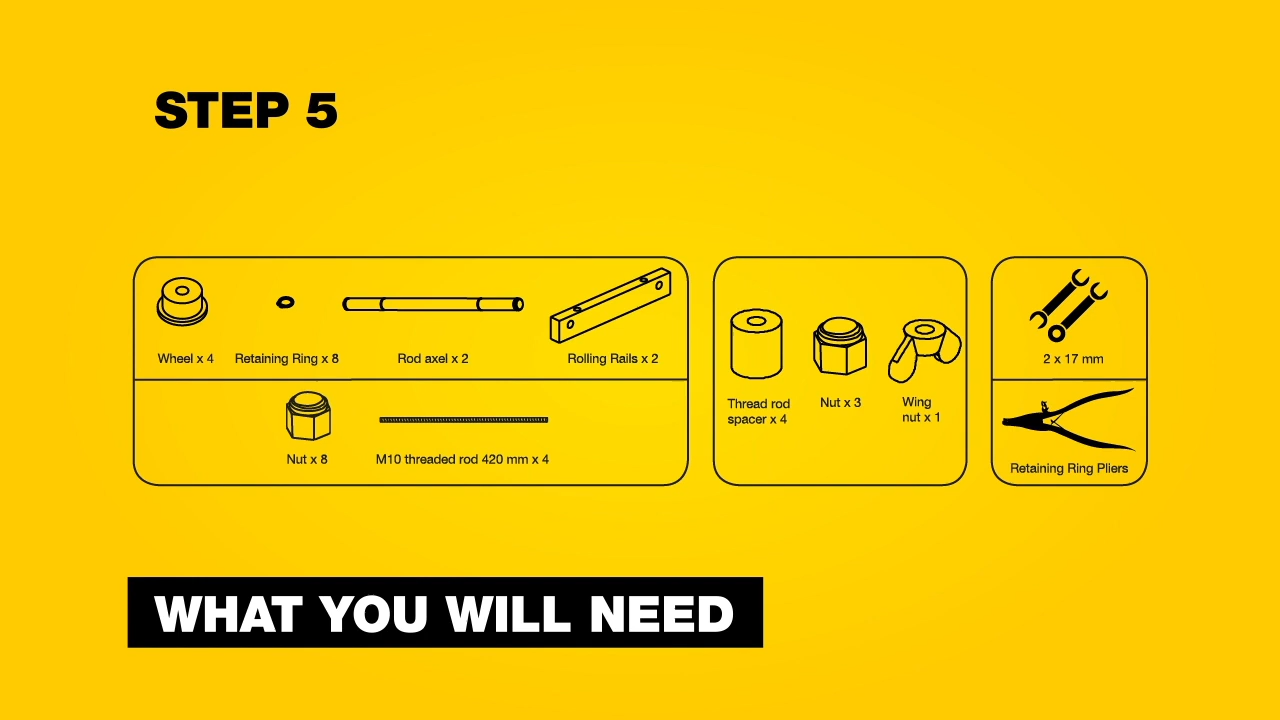 STEP 5
Wheel x 4
Retaining Ring x 8
Rod axel x 2
Rolling Rails x 2
Nut x 8
M10 threaded rod 420 mm x 4
Thread rod
spacer x 4
Nut x 3
Wing
nut x 1
2 x 17 mm
Retaining Ring Pliers
WHAT YOU WILL NEED